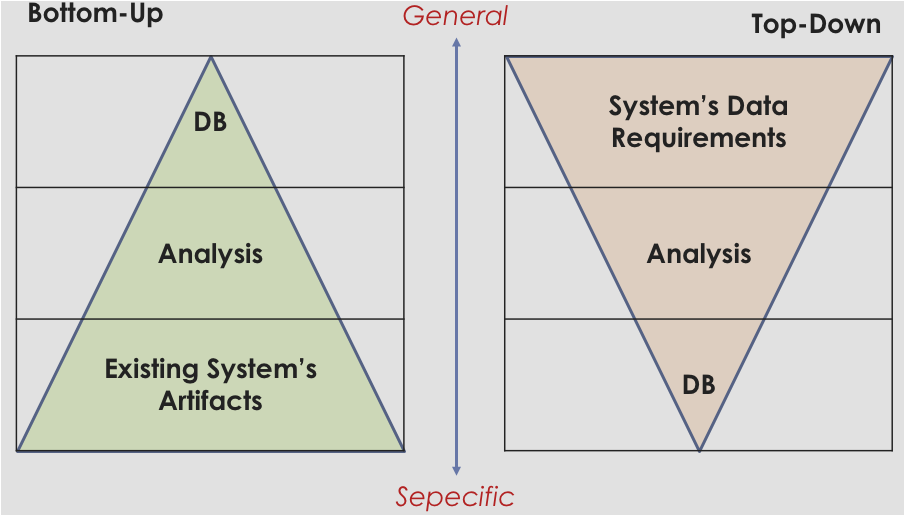 Bottom-Up
General
Top-Down
DB
Analysis
Existing System's
Artifacts
System's Data
Requirements
Analysis
DB
Sepecific